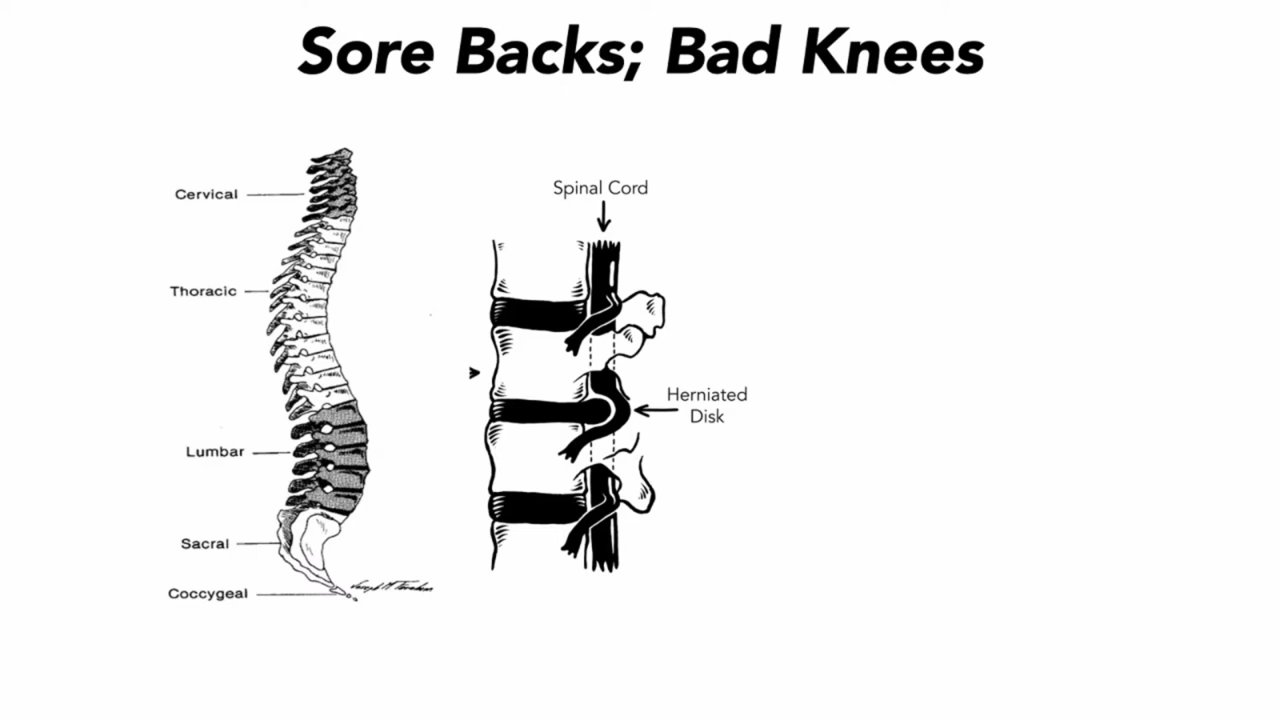 Sore Backs; Bad Knees
Cervical
Thoracic
Lumbar
Sacral
Coccygeal
Spinal Cord
Herniated
Disk